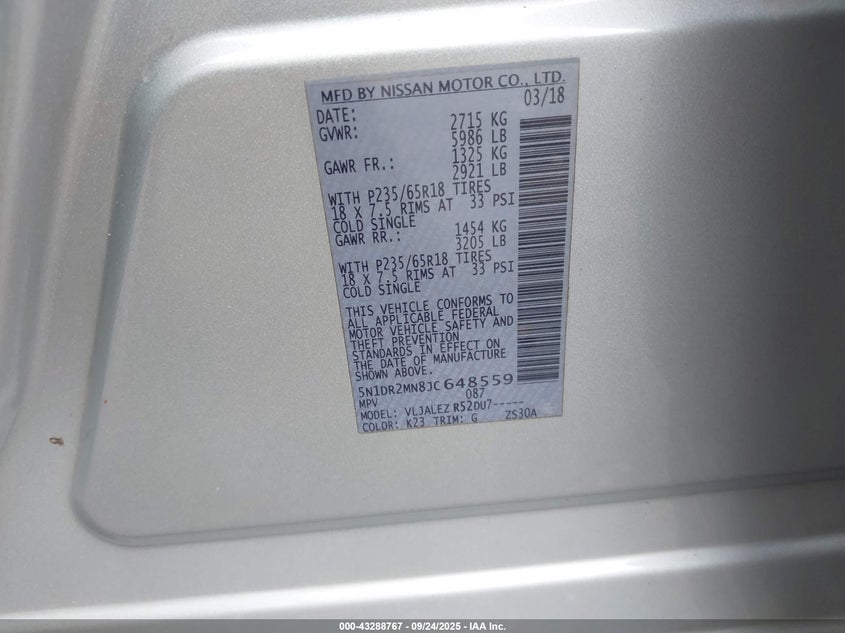 MFD BY NISSAN MOTOR CO., LTD.
DATE: 03/18
GVWR: 2715 KG
5986 LB
GAWR FR.: 1325 KG
2921 LB
WITH P235/65R18 TIRES
18 X 7.5 RIMS AT 33 PSI
COLD SINGLE
GAWR RR.: 1454 KG
3205 LB
WITH P235/65R18 TIRES
18 X 7.5 RIMS AT 33 PSI
COLD SINGLE
THIS VEHICLE CONFORMS TO
ALL APPLICABLE FEDERAL
MOTOR VEHICLE SAFETY AND
THEFT PREVENTION
STANDARDS IN EFFECT ON
THE DATE OF MANUFACTURE
SHOWN ABOVE.
5N1DR2MN8JC648559
MPV 087
MODEL: VLJALEZ R52DU7-----
COLOR: K23 TRIM: G ZS30A
000-43288767 - 09/24/2025 - IAA Inc.